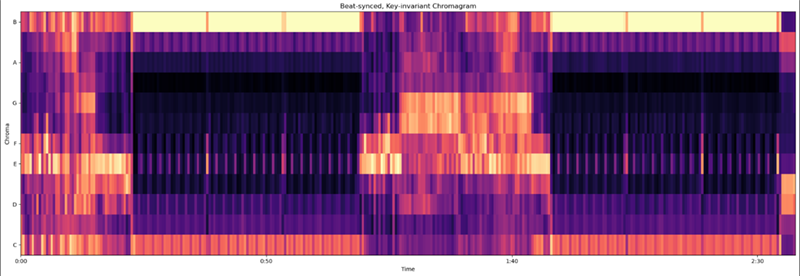 Beat-synced, Key-invariant Chromagram
B
A
G
F
E
D
C
Chroma
0:00 0:50 1:40 2:30
Time